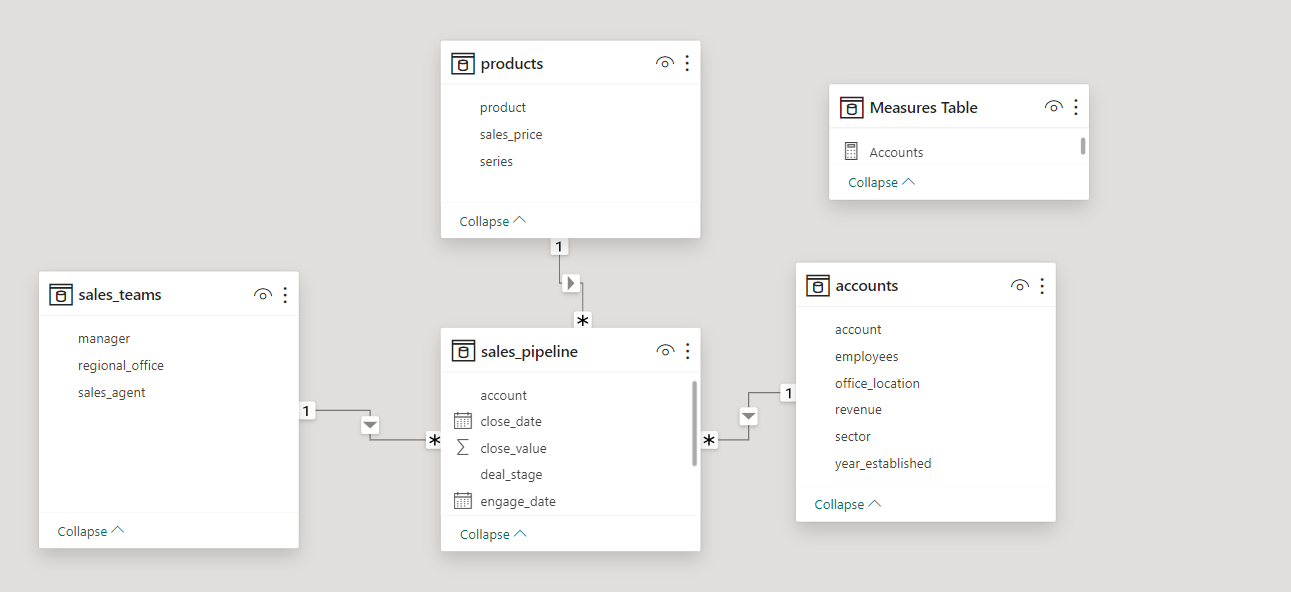 products
product
sales_price
series
Collapse
1
*
Measures Table
Accounts
Collapse
sales_teams
manager
regional_office
sales_agent
Collapse
1
*
sales_pipeline
account
close_date
close_value
deal_stage
engage_date
Collapse
*
1
accounts
account
employees
office_location
revenue
sector
year_established
Collapse